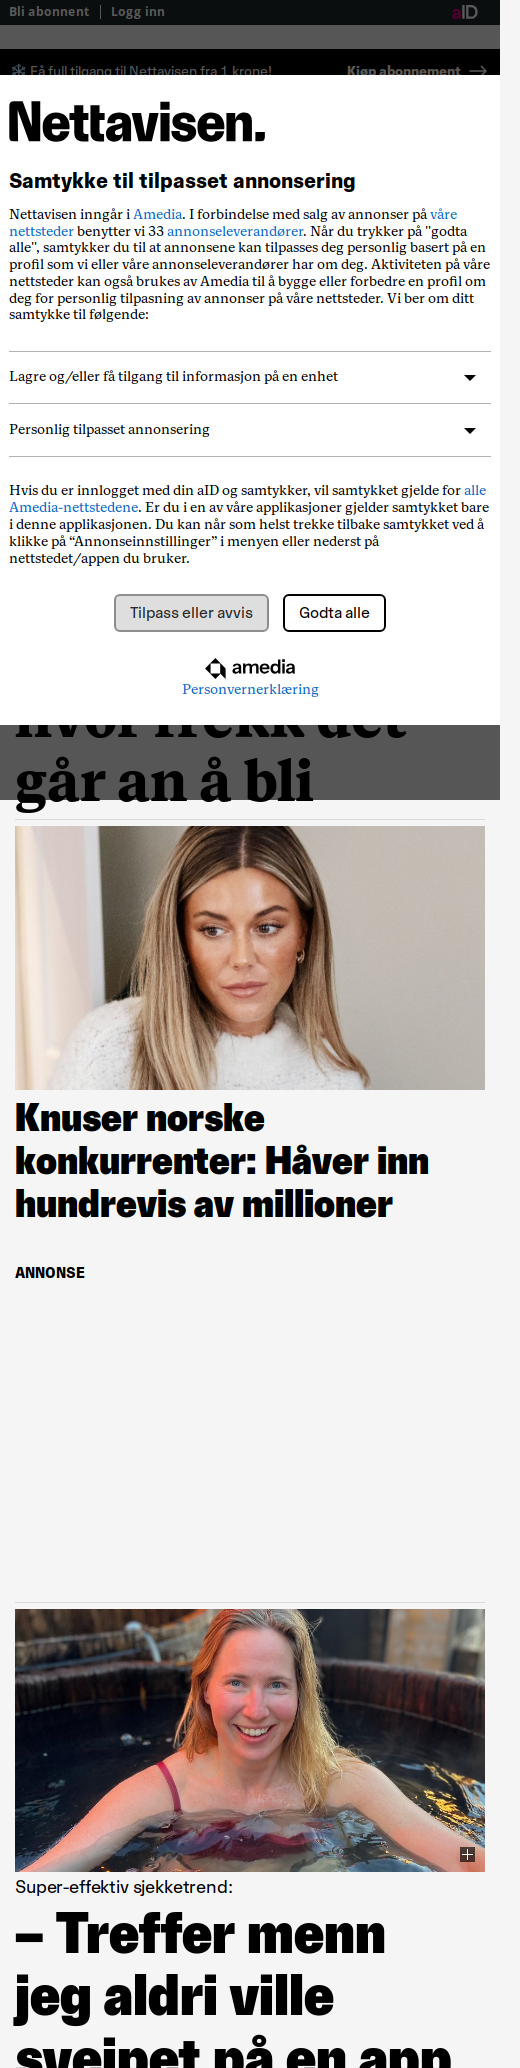 Bli abonnent
Logg inn
aID
Få full tilgang til Nettavisen fra 1 krone!
Kjøp abonnement
Nettavisen.
Samtykke til tilpasset annonsering
Nettavisen inngår i Amedia. I forbindelse med salg av annonser på våre
nettsteder benytter vi 33 annonseleverandører. Når du trykker på "godta
alle", samtykker du til at annonsene kan tilpasses deg personlig basert på en
profil som vi eller våre annonseleverandører har om deg. Aktiviteten på våre
nettsteder kan også brukes av Amedia til å bygge eller forbedre en profil om
deg for personlig tilpasning av annonser på våre nettsteder. Vi ber om ditt
samtykke til følgende:
Lagre og/eller få tilgang til informasjon på en enhet
Personlig tilpasset annonsering
Hvis du er innlogget med din aID og samtykker, vil samtykket gjelde for alle
Amedia-nettstedene. Er du i en av våre applikasjoner gjelder samtykket bare
i denne applikasjonen. Du kan når som helst trekke tilbake samtykket ved å
klikke på “Annonseinnstillinger” i menyen eller nederst på
nettstedet/appen du bruker.
Tilpass eller avvis
Godta alle
amedia
Personvernerklæring
hvor frekk det
går an å bli
Knuser norske
konkurrenter: Håver inn
hundrevis av millioner
ANNONSE
Super-effektiv sjekketrend:
– Treffer menn
jeg aldri ville
sveipet på en app